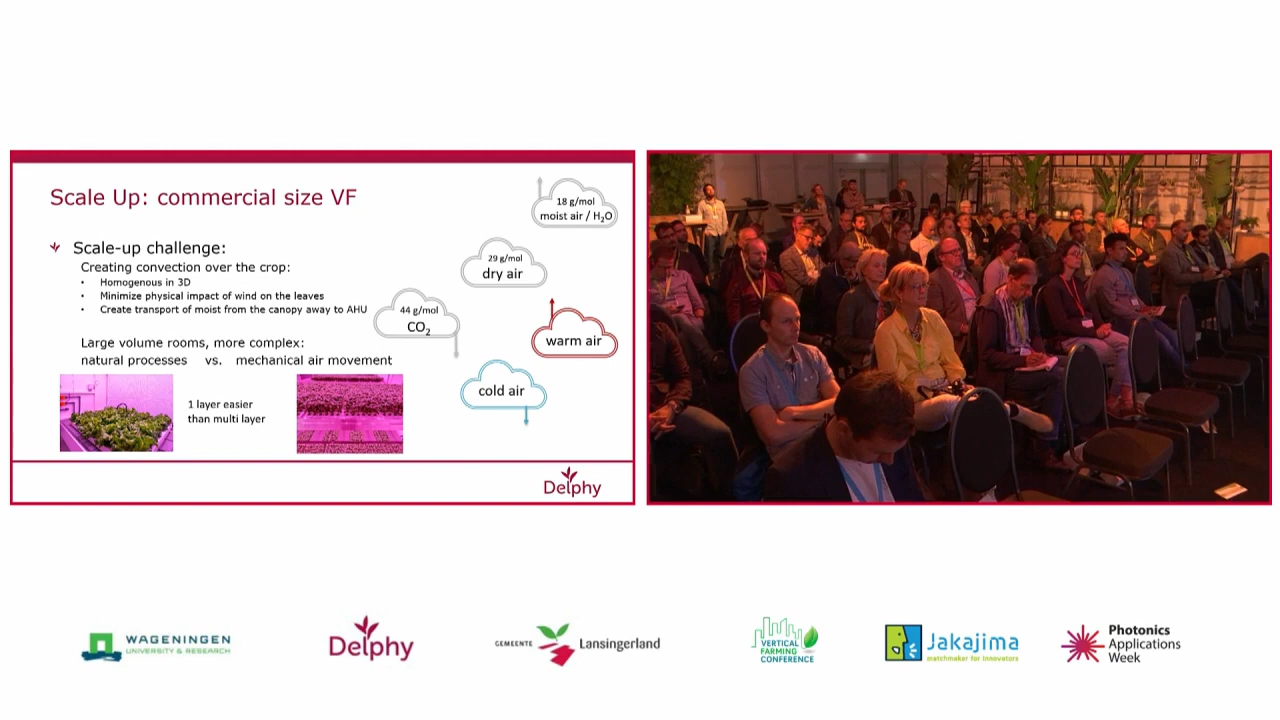 Scale Up: commercial size VF
Scale-up challenge:
Creating convection over the crop:
• Homogenous in 3D
• Minimize physical impact of wind on the leaves
• Create transport of moist from the canopy away to AHU
Large volume rooms, more complex:
natural processes vs. mechanical air movement
1 layer easier
than multi layer
18 g/mol
moist air / H₂O
29 g/mol
dry air
44 g/mol
CO₂
warm air
cold air
Delphy
WAGENINGEN
UNIVERSITY & RESEARCH
Delphy
GEMEENTE Lansingerland
VERTICAL
FARMING
CONFERENCE
Jakajima
matchmaker for innovators
Photonics
Applications
Week